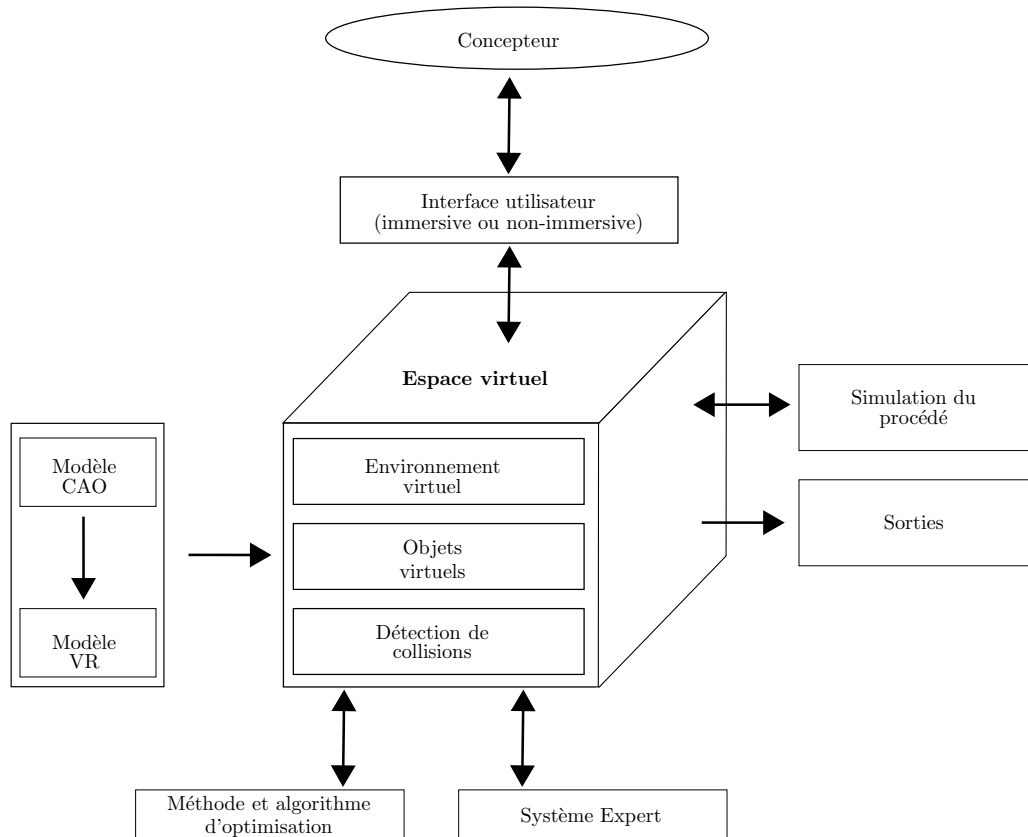 Concepteur
Interface utilisateur
(immersive ou non-immersive)
Espace virtuel
Simulation du
procédé
Modèle
CAO
Environnement
virtuel
Sorties
Objets
virtuels
Modèle
VR
Détection de
collisions
Méthode et algorithme
d'optimisation
Système Expert